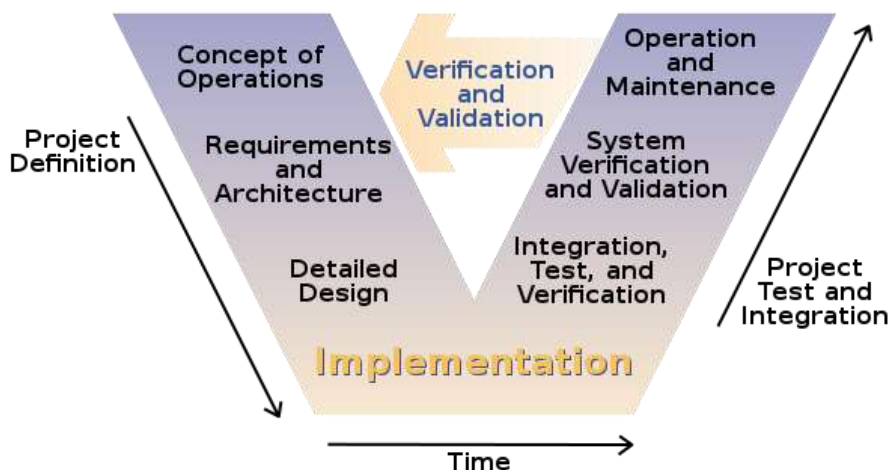 Concept of
Operations
Verification
and
Validation
Operation
and
Maintenance
Project
Definition
Requirements
and
Architecture
System
Verification
and Validation
Detailed
Design
Integration,
Test, and
Verification
Project
Test and
Integration
Implementation
Time